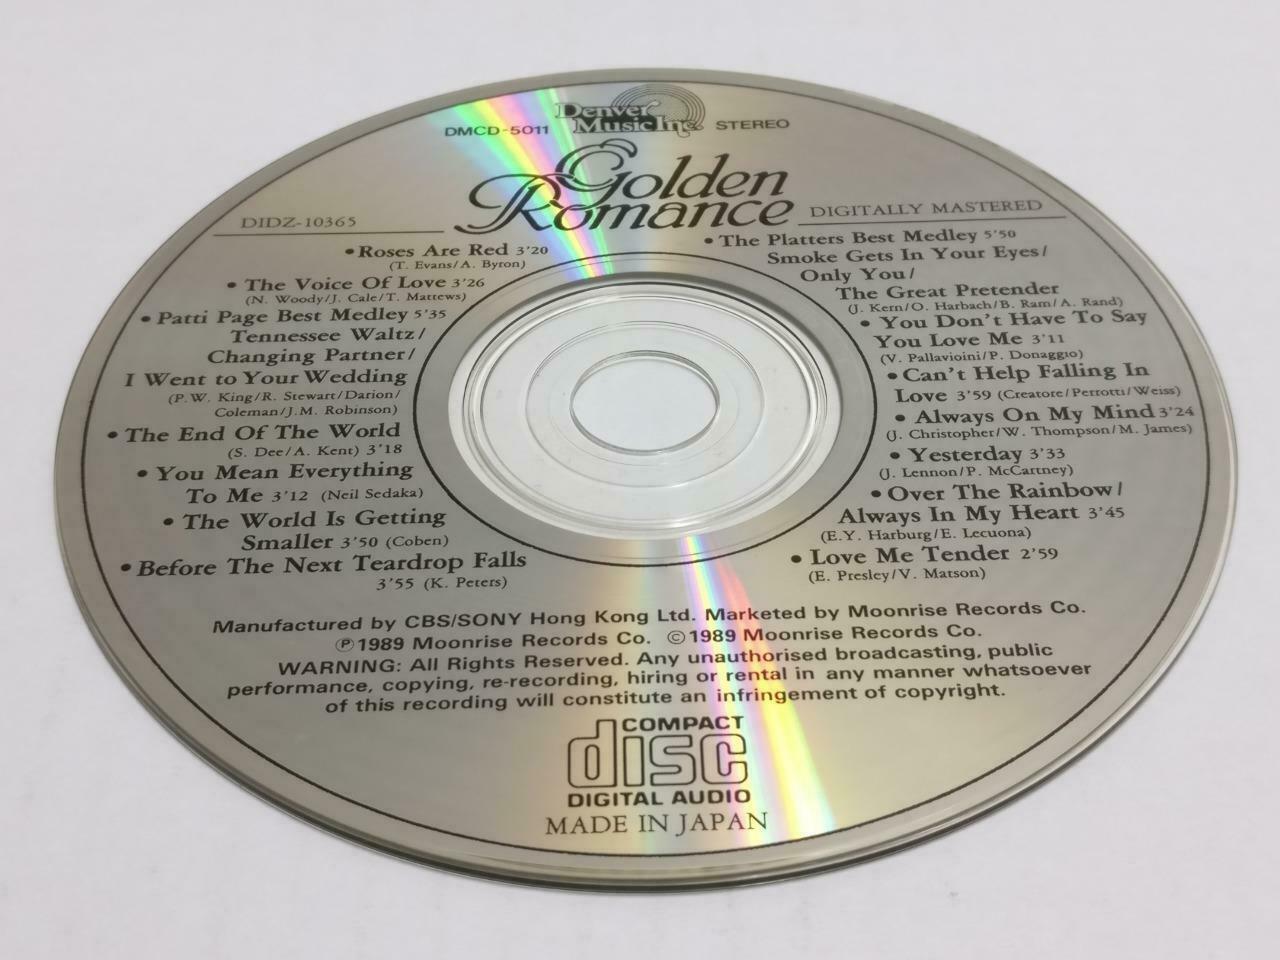 Denver
Music Inc.
DMCD-5011
STEREO
Golden
Romance
DIDZ-10365
DIGITALLY MASTERED
• Roses Are Red 3'20
(T. Evans/A. Byron)
• The Voice Of Love 3'26
(N. Woody/J. Cale/T. Mattews)
• Patti Page Best Medley 5'35
Tennessee Waltz/
Changing Partner/
I Went to Your Wedding
(P.W. King/R. Stewart/Darion/
Coleman/J.M. Robinson)
• The End Of The World
(S. Dee/A. Kent) 3'18
• You Mean Everything
To Me 3'12 (Neil Sedaka)
• The World Is Getting
Smaller 3'50 (Coben)
• Before The Next Teardrop Falls
3'55 (K. Peters)
• The Platters Best Medley 5'50
Smoke Gets In Your Eyes/
Only You/
The Great Pretender
(J. Kern/O. Harbach/B. Ram/A. Rand)
• You Don't Have To Say
You Love Me 3'11
(V. Pallavioini/P. Donaggio)
• Can't Help Falling In
Love 3'59 (Creatore/Perrotti/Weiss)
• Always On My Mind 3'24
(J. Christopher/W. Thompson/M. James)
• Yesterday 3'33
(J. Lennon/P. McCartney)
• Over The Rainbow/
Always In My Heart 3'45
(E.Y. Harburg/E. Lecuona)
• Love Me Tender 2'59
(E. Presley/V. Matson)
Manufactured by CBS/SONY Hong Kong Ltd. Marketed by Moonrise Records Co.
℗1989 Moonrise Records Co. ©1989 Moonrise Records Co.
WARNING: All Rights Reserved. Any unauthorised broadcasting, public
performance, copying, re-recording, hiring or rental in any manner whatsoever
of this recording will constitute an infringement of copyright.
COMPACT
disc
DIGITAL AUDIO
MADE IN JAPAN